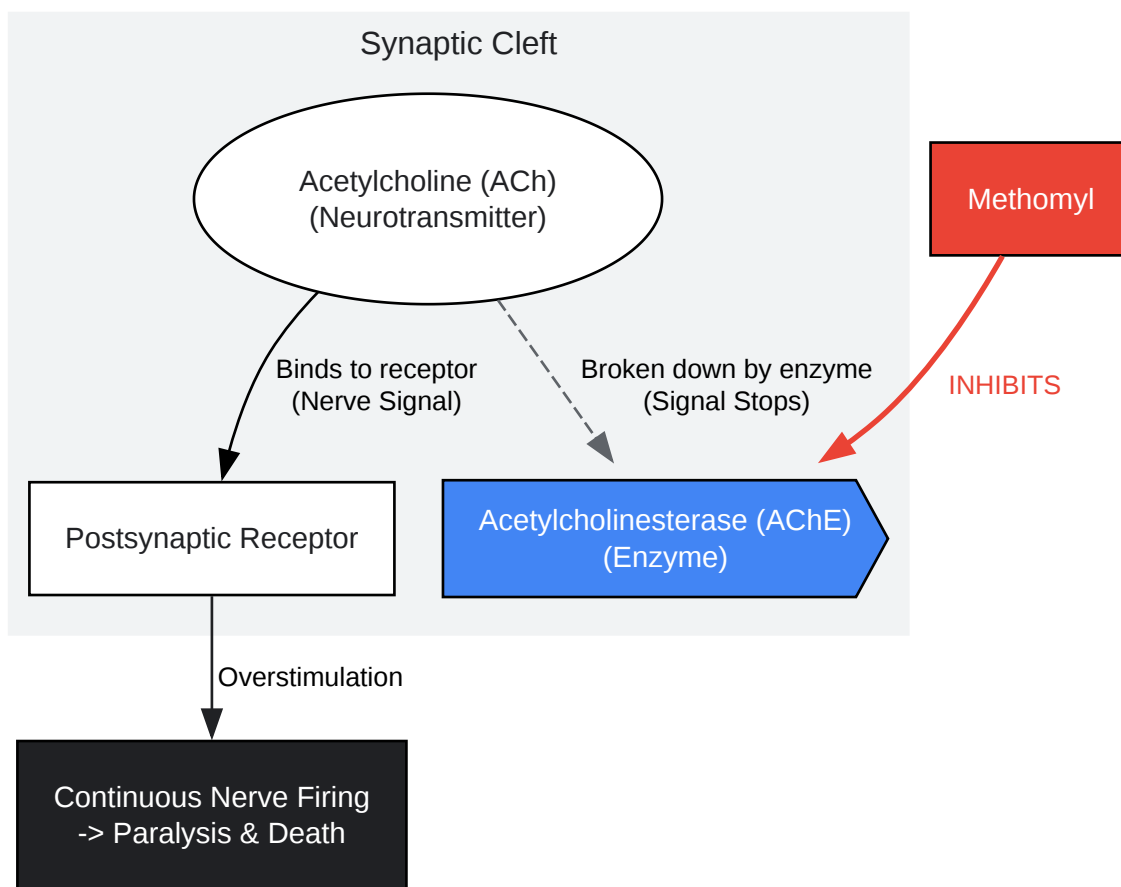 Synaptic Cleft
Acetylcholine (ACh)
(Neurotransmitter)
Methomyl
Binds to receptor
(Nerve Signal)
Broken down by enzyme
(Signal Stops)
INHIBITS
Postsynaptic Receptor
Acetylcholinesterase (AChE)
(Enzyme)
Overstimulation
Continuous Nerve Firing
-> Paralysis & Death